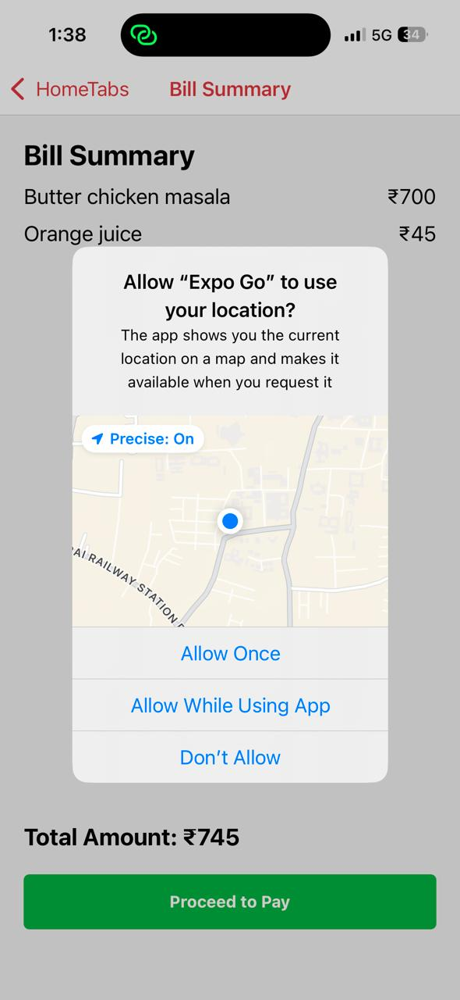 1:38 5G 34
HomeTabs Bill Summary
Bill Summary
Butter chicken masala ₹700
Orange juice ₹45
Allow “Expo Go” to use
your location?
The app shows you the current
location on a map and makes it
available when you request it
Precise: On
RAILWAY STATION
Allow Once
Allow While Using App
Don’t Allow
Total Amount: ₹745
Proceed to Pay